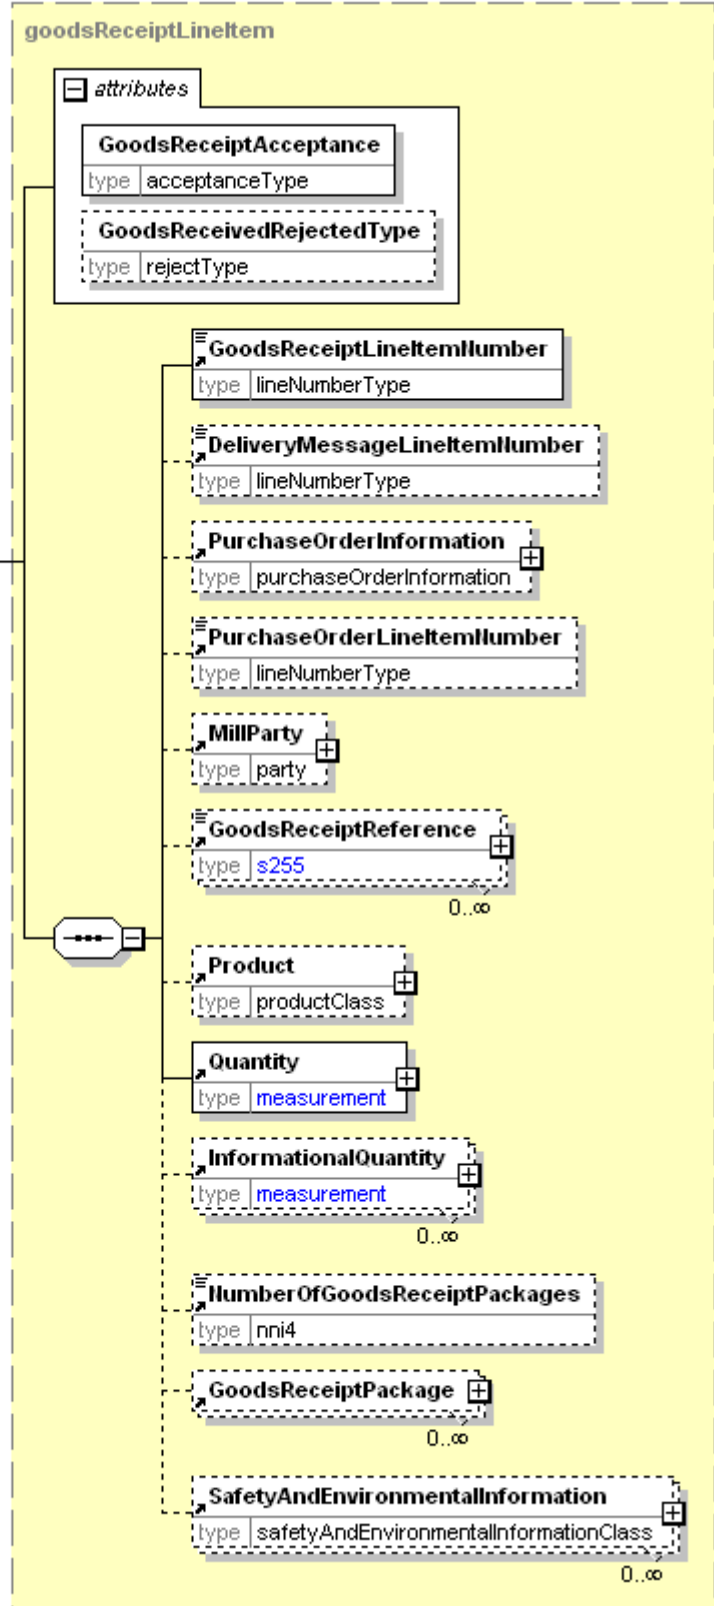 goodsReceiptLineItem
attributes
GoodsReceiptAcceptance
type acceptanceType
GoodsReceivedRejectedType
type rejectType
GoodsReceiptLineItemNumber
type lineNumberType
DeliveryMessageLineItemNumber
type lineNumberType
PurchaseOrderInformation
type purchaseOrderInformation
PurchaseOrderLineItemNumber
type lineNumberType
MillParty
type party
GoodsReceiptReference
type s255
0..∞
Product
type productClass
Quantity
type measurement
InformationalQuantity
type measurement
0..∞
NumberOfGoodsReceiptPackages
type nni4
GoodsReceiptPackage
0..∞
SafetyAndEnvironmentalInformation
type safetyAndEnvironmentalInformationClass
0..∞